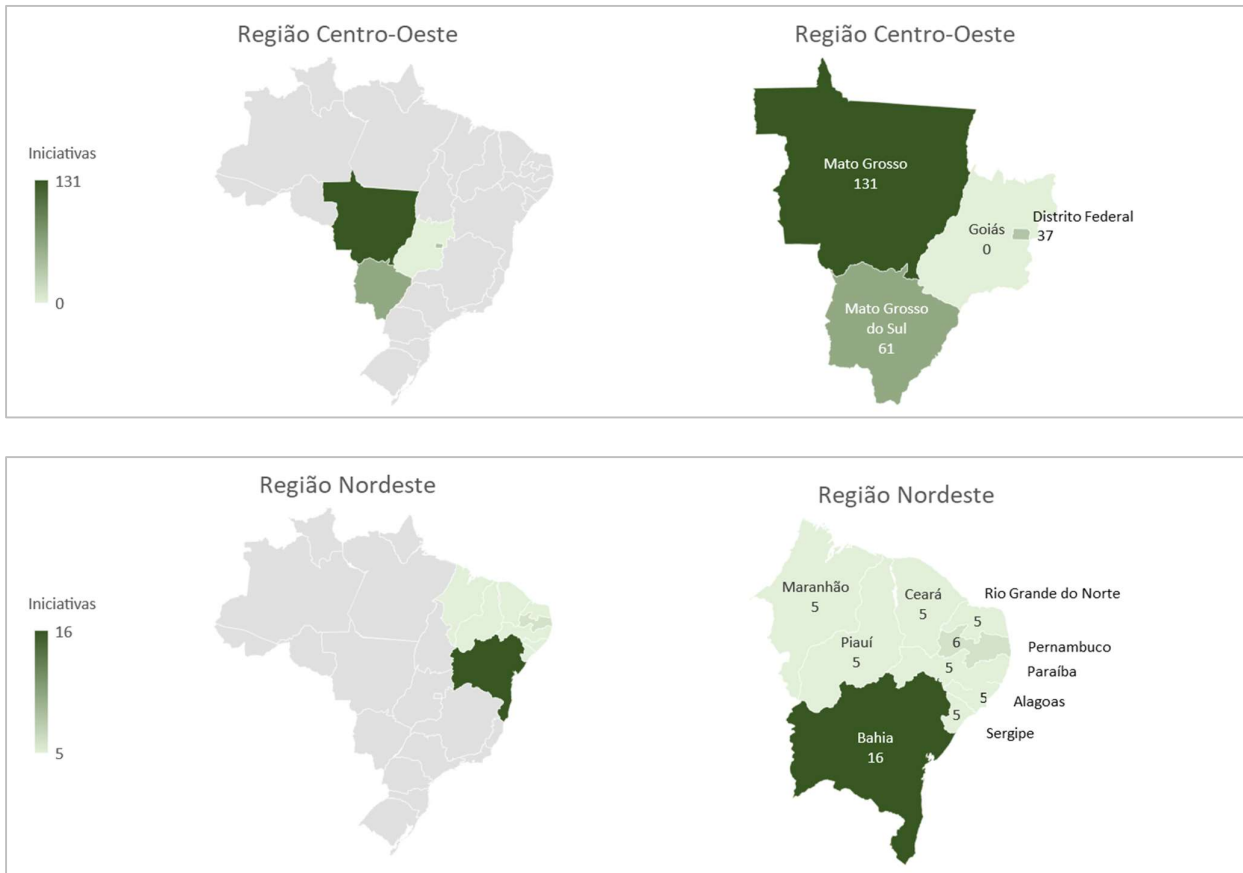 Região Centro-Oeste
Região Centro-Oeste
Iniciativas
131
0
Mato Grosso
131
Goiás
0
Distrito Federal
37
Mato Grosso
do Sul
61
Região Nordeste
Região Nordeste
Iniciativas
16
5
Maranhão
5
Ceará
5
Rio Grande do Norte
5
Piauí
5
6
Pernambuco
5
Paraíba
5
Alagoas
5
Sergipe
Bahia
16